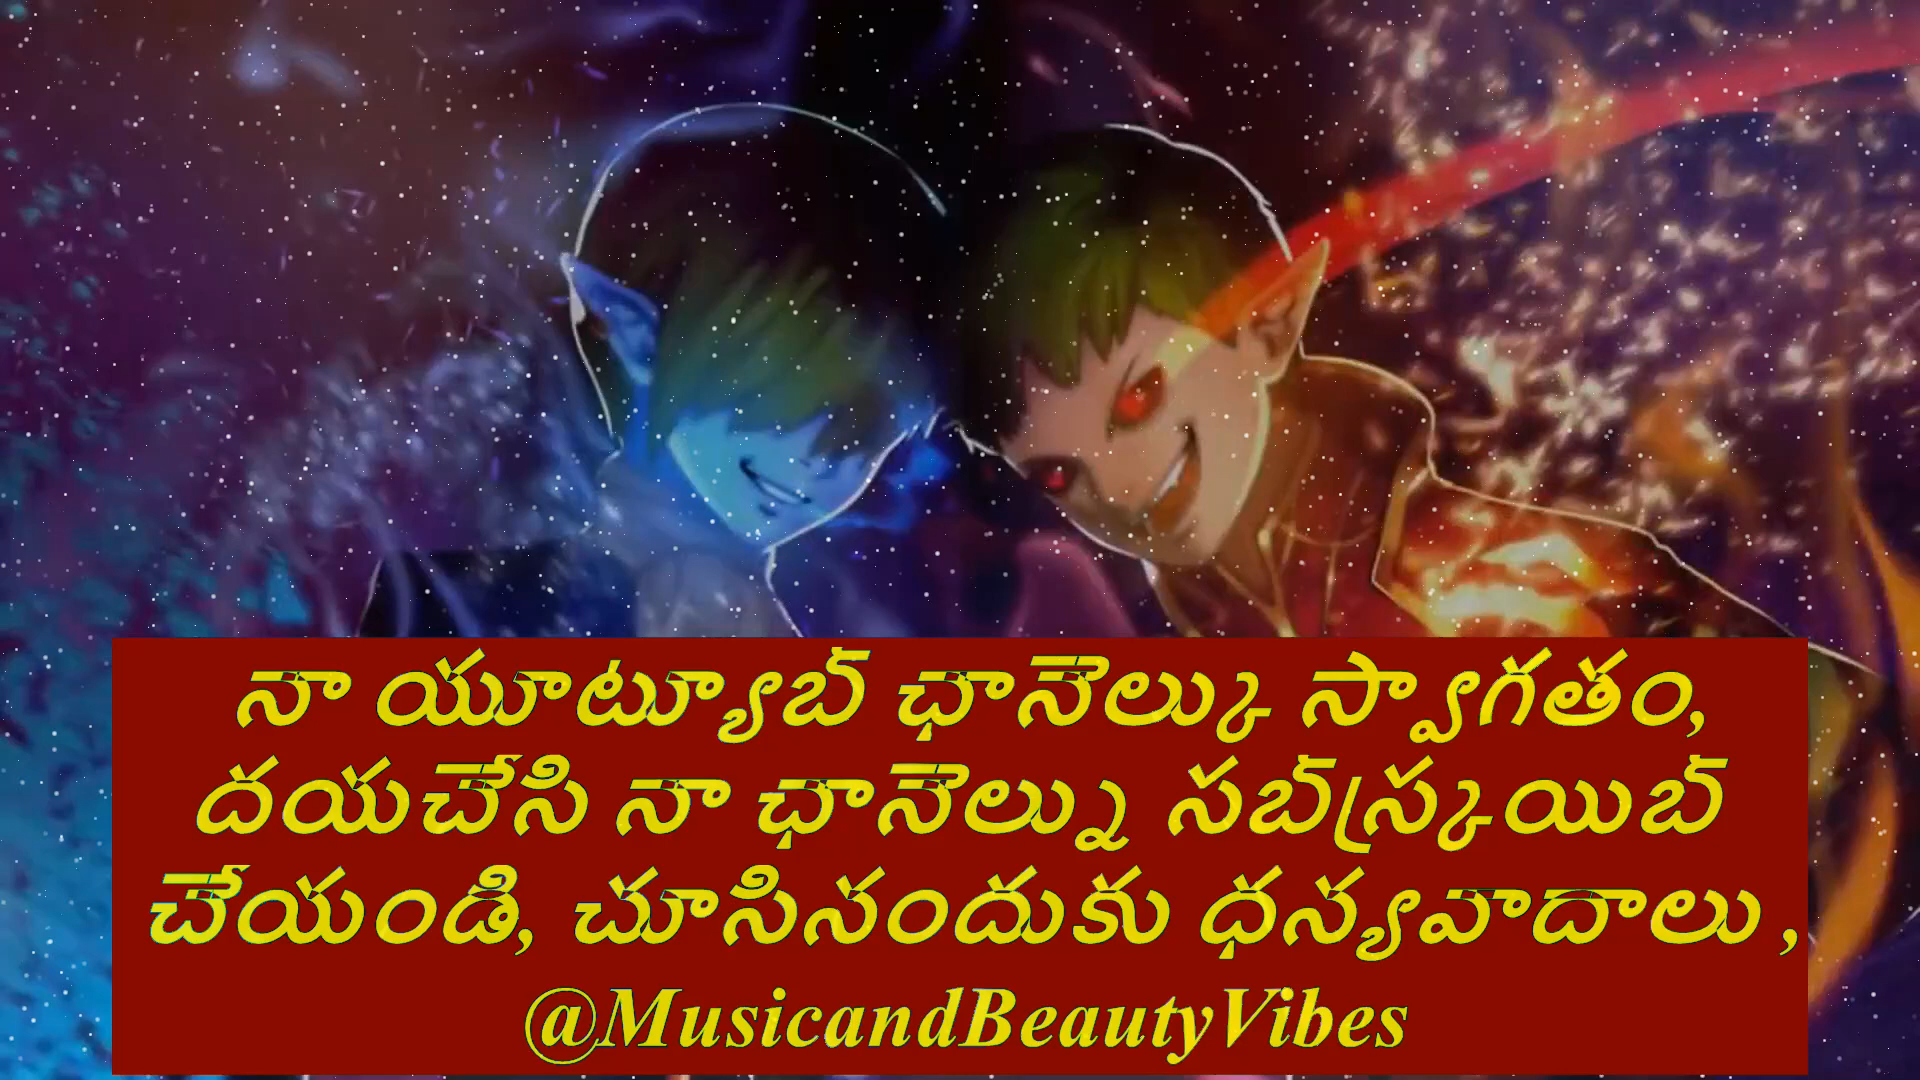 నా యూట్యూబ్ ఛానెల్కు స్వాగతం,
దయచేసి నా ఛానెల్ను సబ్స్క్రయిబ్
చేయండి, చూసినందుకు ధన్యవాదాలు ,
@MusicandBeautyVibes